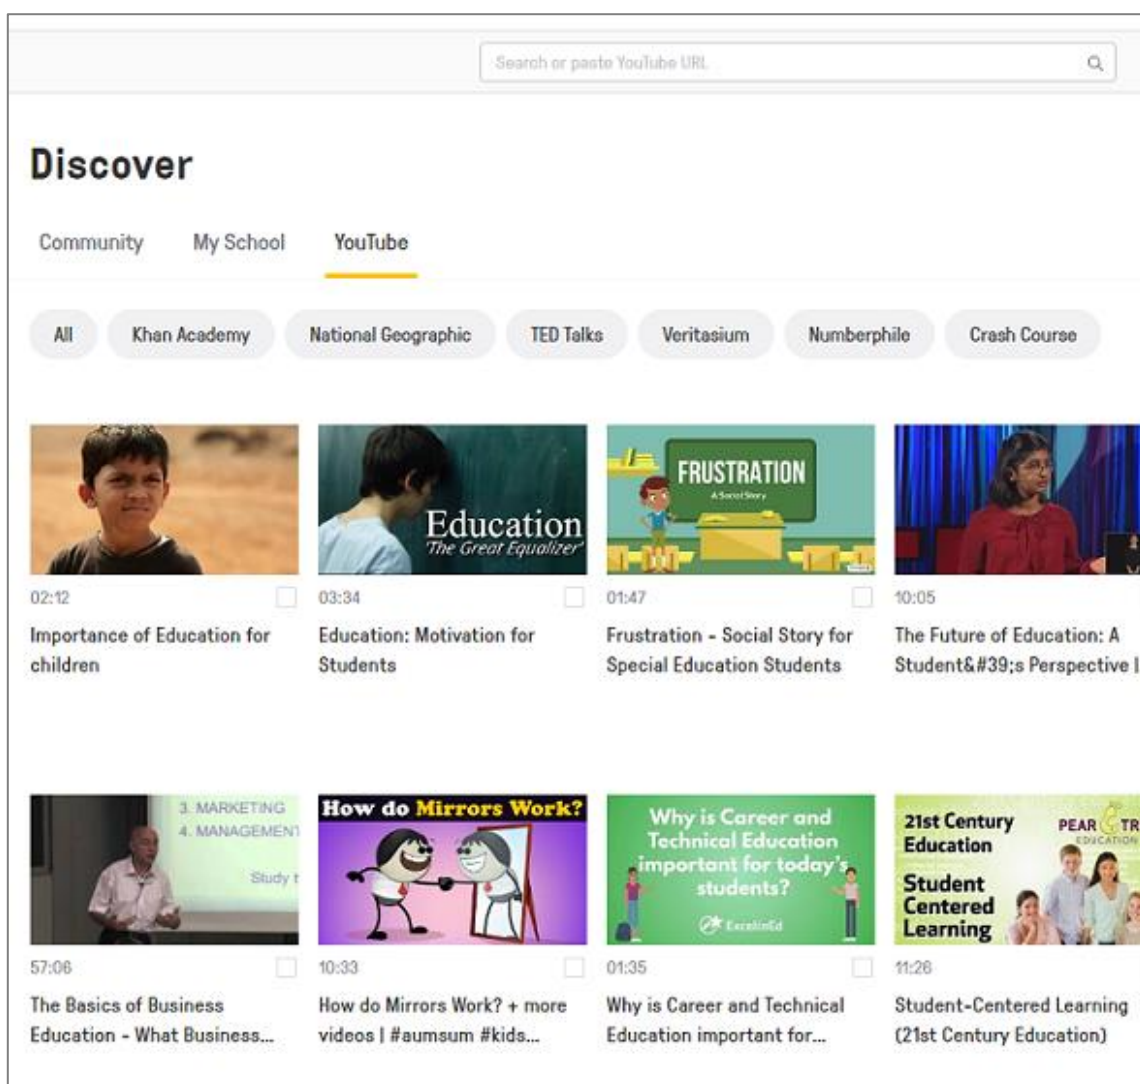 Search or paste YouTube URL
Discover
Community My School YouTube
All Khan Academy National Geographic TED Talks Veritasium Numberphile Crash Course
Education
'The Great Equalizer'
FRUSTRATION
A Social Story
02:12 03:34 01:47 10:05
Importance of Education for
children
Education: Motivation for
Students
Frustration - Social Story for
Special Education Students
The Future of Education: A
Student&#39;s Perspective |
3. MARKETING
4. MANAGEMENT
Study t
How do Mirrors Work?
Why is Career and
Technical Education
important for today's
students?
ExcelinEd
21st Century
Education
Student
Centered
Learning
PEAR TR
EDUCATION
57:06 10:33 01:35 11:26
The Basics of Business
Education - What Business...
How do Mirrors Work? + more
videos | #aumsum #kids...
Why is Career and Technical
Education important for...
Student-Centered Learning
(21st Century Education)